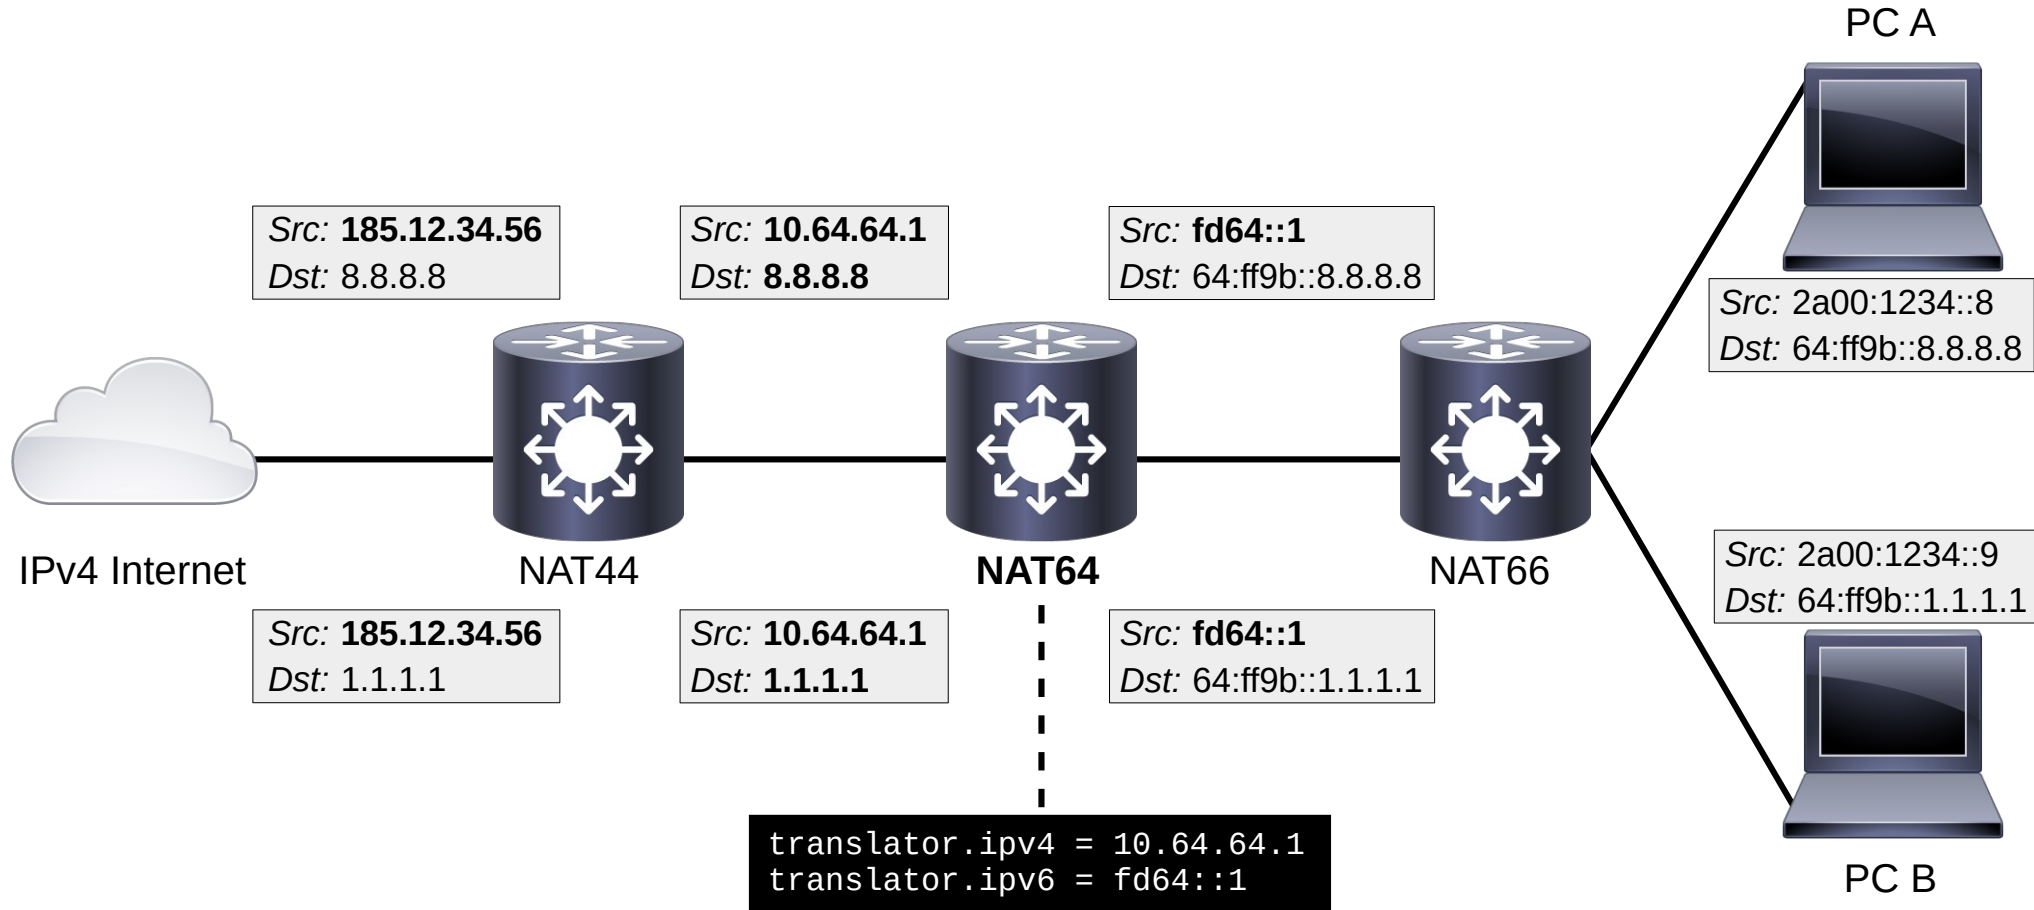 PC A
Src: 185.12.34.56
Dst: 8.8.8.8
Src: 10.64.64.1
Dst: 8.8.8.8
Src: fd64::1
Dst: 64:ff9b::8.8.8.8
Src: 2a00:1234::8
Dst: 64:ff9b::8.8.8.8
IPv4 Internet
NAT44
NAT64
NAT66
Src: 2a00:1234::9
Dst: 64:ff9b::1.1.1.1
Src: 185.12.34.56
Dst: 1.1.1.1
Src: 10.64.64.1
Dst: 1.1.1.1
Src: fd64::1
Dst: 64:ff9b::1.1.1.1
translator.ipv4 = 10.64.64.1
translator.ipv6 = fd64::1
PC B